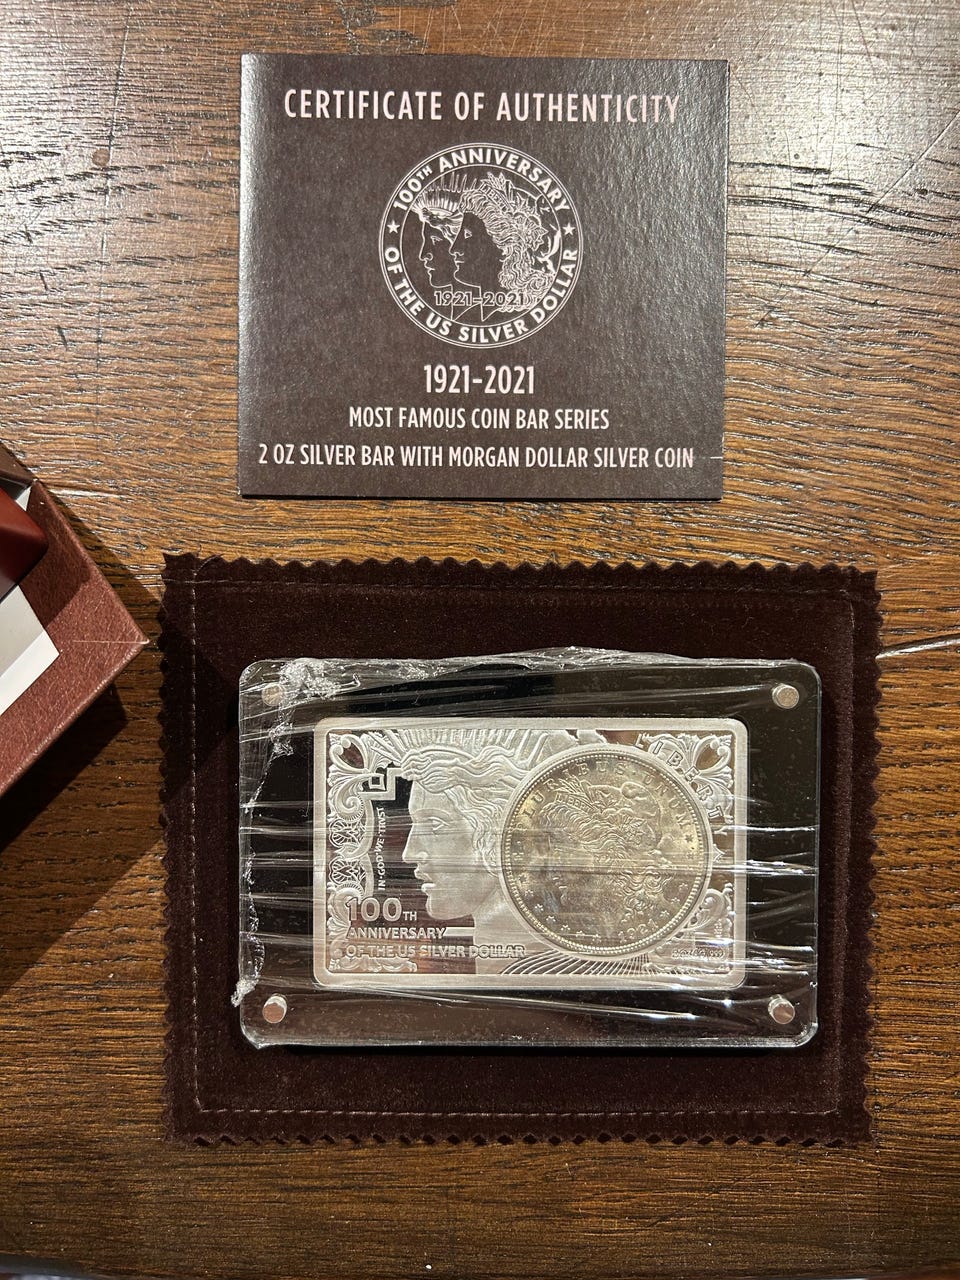 CERTIFICATE OF AUTHENTICITY
★ 100TH ANNIVERSARY ★
OF THE US SILVER DOLLAR
1921-2021
1921-2021
MOST FAMOUS COIN BAR SERIES
2 OZ SILVER BAR WITH MORGAN DOLLAR SILVER COIN
LIBERTY
IN·GOD·WE·TRUST
UNUM
1921
100TH
ANNIVERSARY
OF THE US SILVER DOLLAR